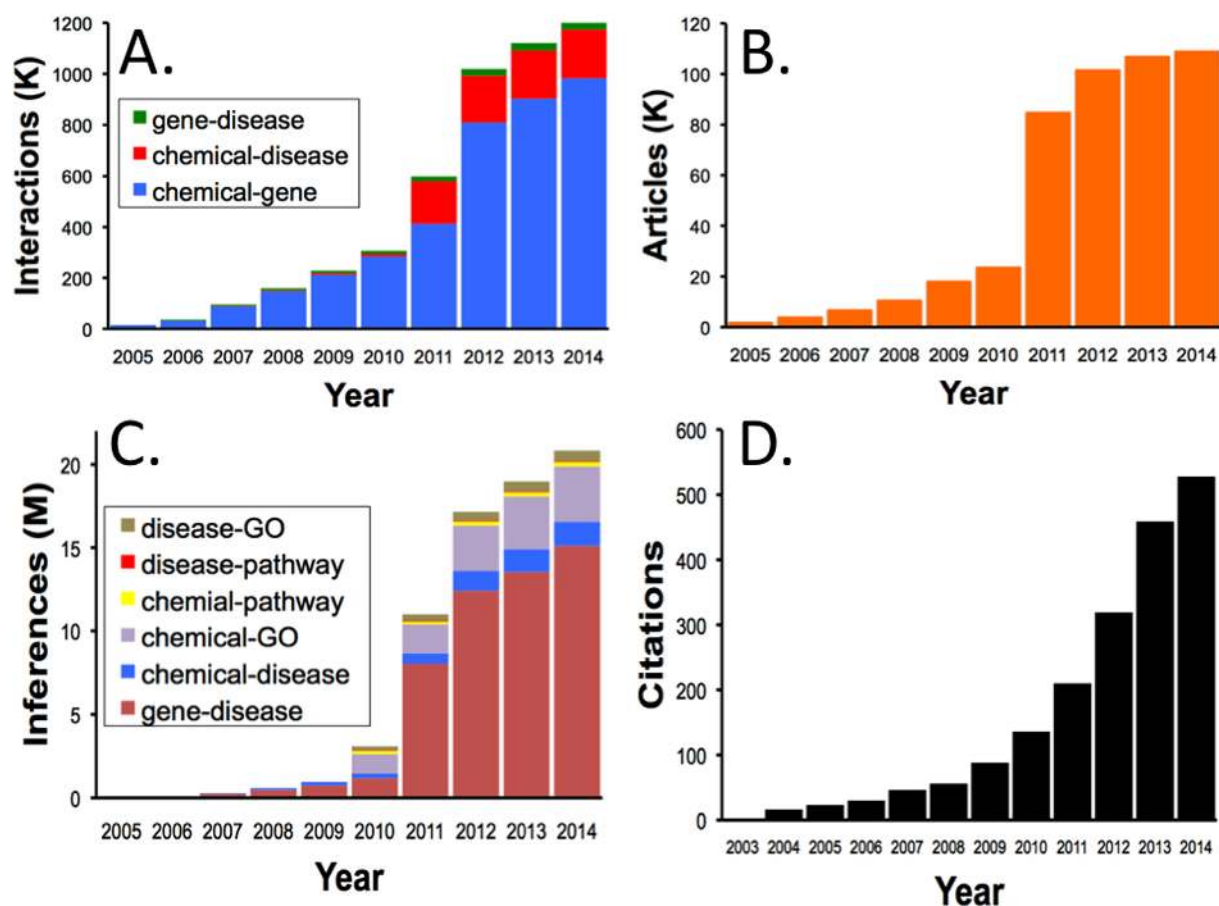 A.
Interactions (K)
1200
1000
800
600
400
200
0
gene-disease
chemical-disease
chemical-gene
2005 2006 2007 2008 2009 2010 2011 2012 2013 2014
Year
B.
Articles (K)
120
100
80
60
40
20
0
2005 2006 2007 2008 2009 2010 2011 2012 2013 2014
Year
C.
Inferences (M)
20
15
10
5
0
disease-GO
disease-pathway
chemial-pathway
chemical-GO
chemical-disease
gene-disease
2005 2006 2007 2008 2009 2010 2011 2012 2013 2014
Year
D.
Citations
600
500
400
300
200
100
0
2003 2004 2005 2006 2007 2008 2009 2010 2011 2012 2013 2014
Year